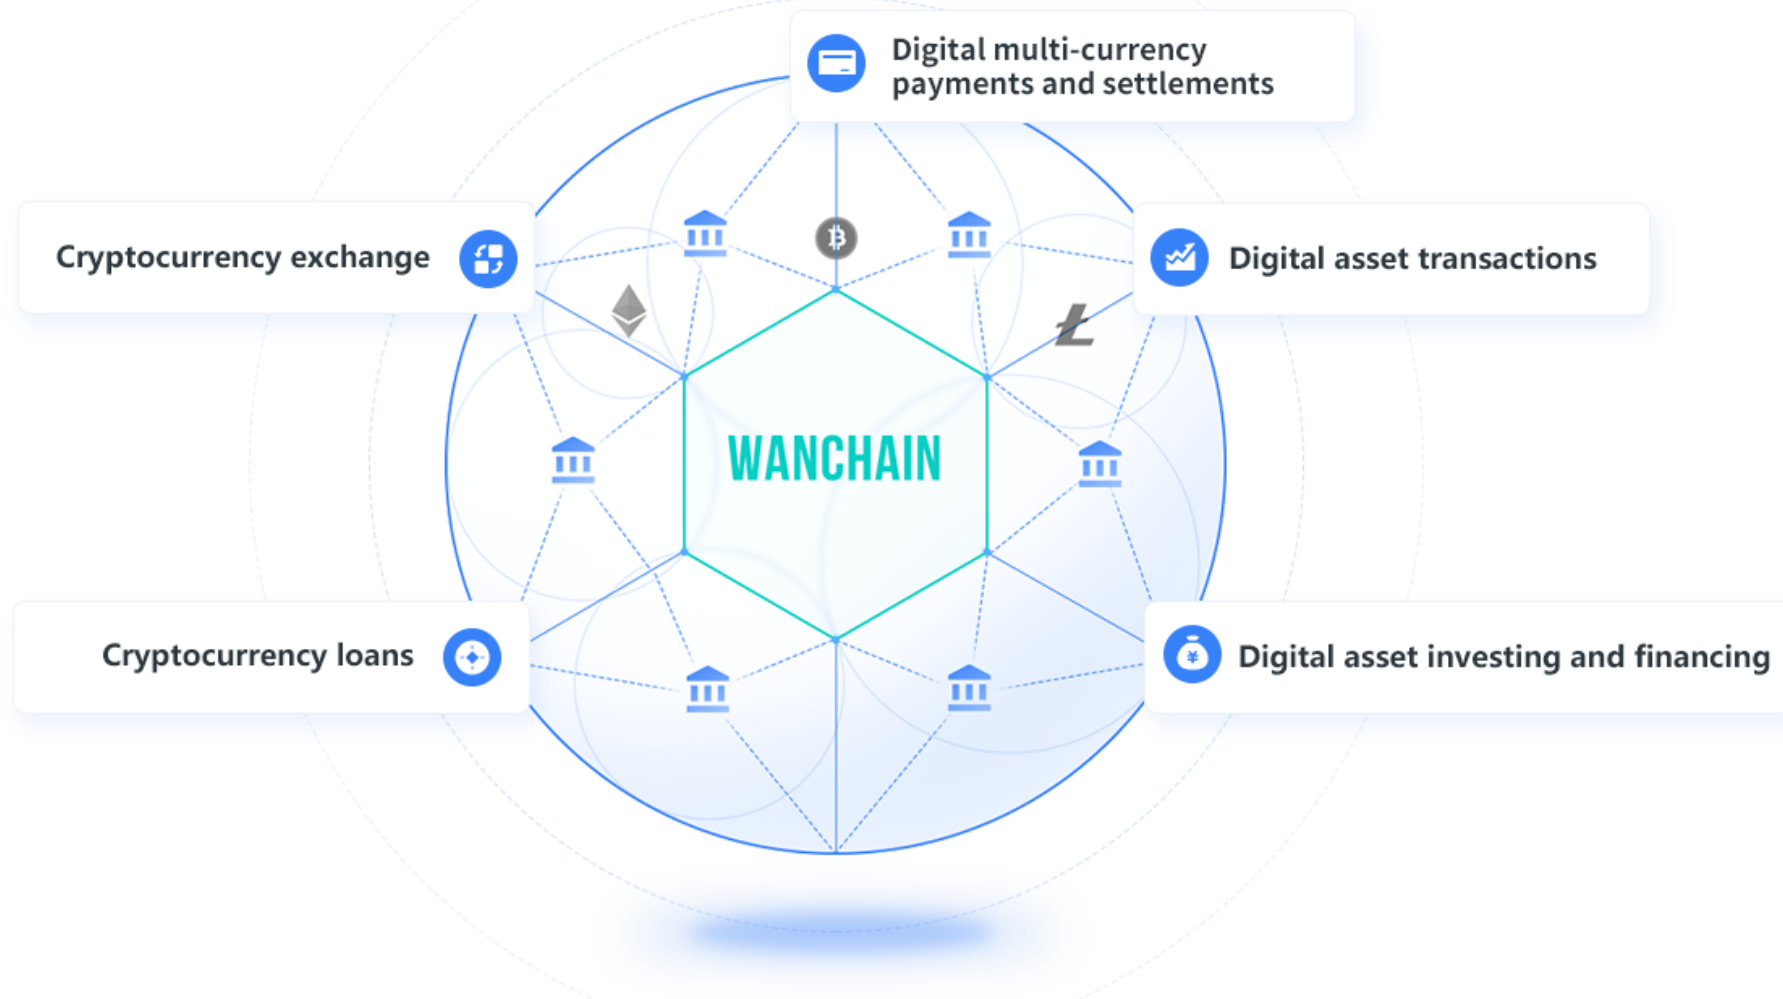 Digital multi-currency
payments and settlements
Cryptocurrency exchange
Digital asset transactions
WANCHAIN
Cryptocurrency loans
Digital asset investing and financing